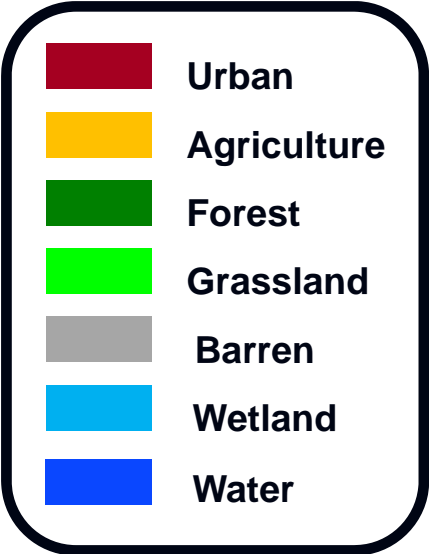 Urban
Agriculture
Forest
Grassland
Barren
Wetland
Water